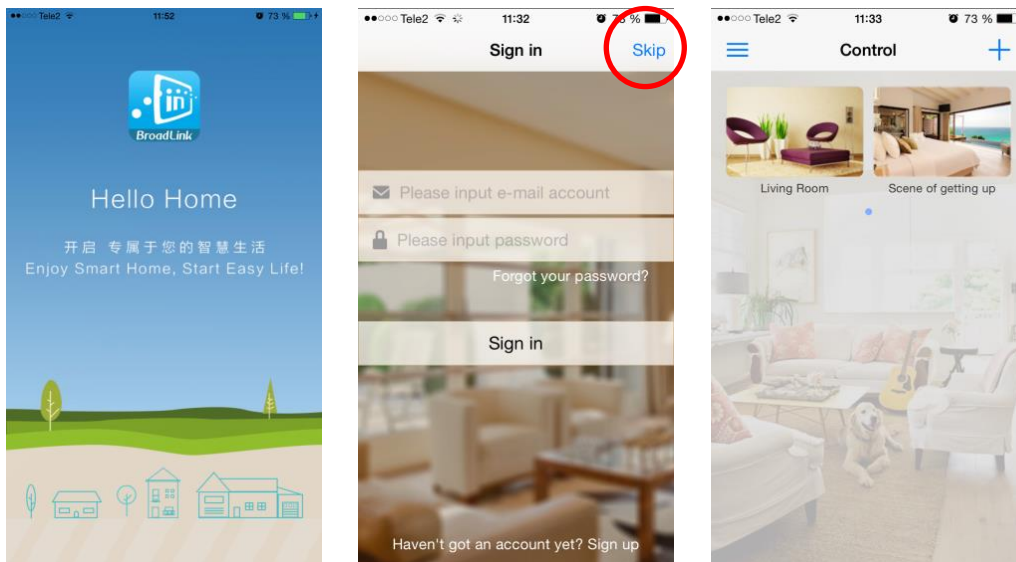 Tele2 11:52 73 %
in
BroadLink
Hello Home
开启 专属于您的智慧生活
Enjoy Smart Home, Start Easy Life!
Tele2 11:32 73 %
Sign in Skip
Please input e-mail account
Please input password
Forgot your password?
Sign in
Haven't got an account yet? Sign up
Tele2 11:33 73 %
Control
Living Room
Scene of getting up